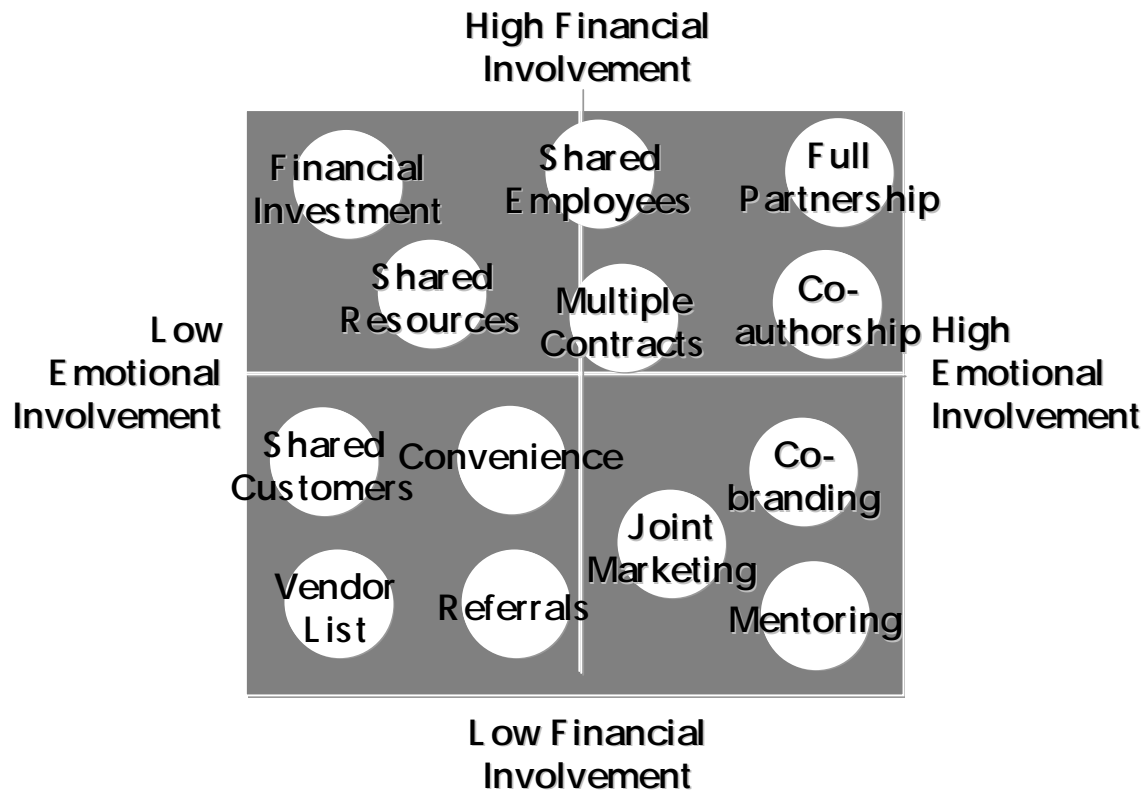 High Financial
Involvement
Financial
Investment
Shared
Employees
Full
Partnership
Shared
Resources
Multiple
Contracts
Co-
authorship
Low
Emotional
Involvement
High
Emotional
Involvement
Shared
Customers
Convenience
Co-
branding
Joint
Marketing
Vendor
List
Referrals
Mentoring
Low Financial
Involvement